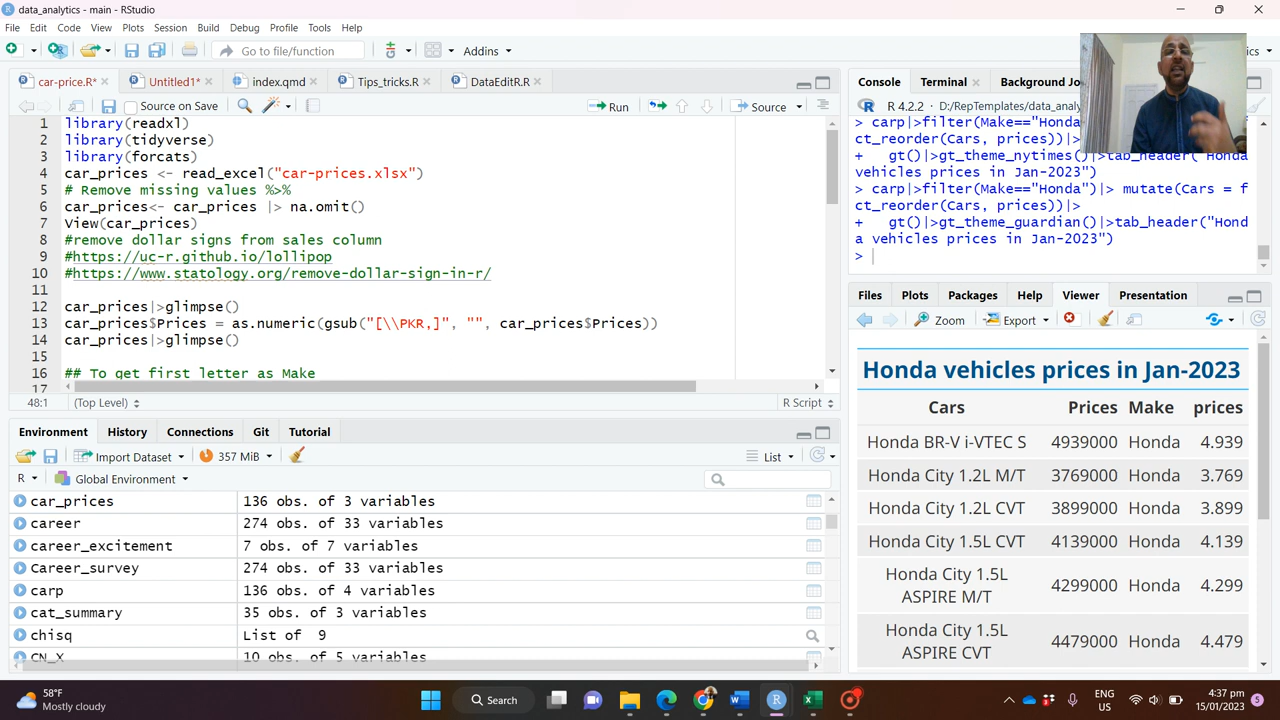 data_analytics - main - RStudio
File Edit Code View Plots Session Build Debug Profile Tools Help
Go to file/function Addins
car-price.R* Untitled1* index.qmd Tips_tricks.R DataEditR.R
Source on Save Run Source
1 library(readxl)
2 library(tidyverse)
3 library(forcats)
4 car_prices <- read_excel("car-prices.xlsx")
5 # Remove missing values %>%
6 car_prices<- car_prices |> na.omit()
7 View(car_prices)
8 #remove dollar signs from sales column
9 #https://uc-r.github.io/lollipop
10 #https://www.statology.org/remove-dollar-sign-in-r/
11
12 car_prices|>glimpse()
13 car_prices$Prices = as.numeric(gsub("[\\PKR,]", "", car_prices$Prices))
14 car_prices|>glimpse()
15
16 ## To get first letter as Make
17
48:1 (Top Level) R Script
Environment History Connections Git Tutorial
Import Dataset 357 MiB List
R Global Environment
car_prices 136 obs. of 3 variables
career 274 obs. of 33 variables
career_excitement 7 obs. of 7 variables
Career_survey 274 obs. of 33 variables
carp 136 obs. of 4 variables
cat_summary 35 obs. of 3 variables
chisq List of 9
CN_X 10 obs. of 5 variables
Console Terminal Background Jo
R 4.2.2 · D:/RepTemplates/data_analy
> carp|>filter(Make=="Honda
ct_reorder(Cars, prices))|>
+ gt()|>gt_theme_nytimes()|>tab_header("Honda
vehicles prices in Jan-2023")
> carp|>filter(Make=="Honda")|> mutate(Cars = f
ct_reorder(Cars, prices))|>
+ gt()|>gt_theme_guardian()|>tab_header("Hond
a vehicles prices in Jan-2023")
>
Files Plots Packages Help Viewer Presentation
Zoom Export
Honda vehicles prices in Jan-2023
Cars Prices Make prices
Honda BR-V i-VTEC S 4939000 Honda 4.939
Honda City 1.2L M/T 3769000 Honda 3.769
Honda City 1.2L CVT 3899000 Honda 3.899
Honda City 1.5L CVT 4139000 Honda 4.139
Honda City 1.5L
ASPIRE M/T 4299000 Honda 4.299
Honda City 1.5L
ASPIRE CVT 4479000 Honda 4.479
58°F
Mostly cloudy
Search
ENG
US
4:37 pm
15/01/2023
5